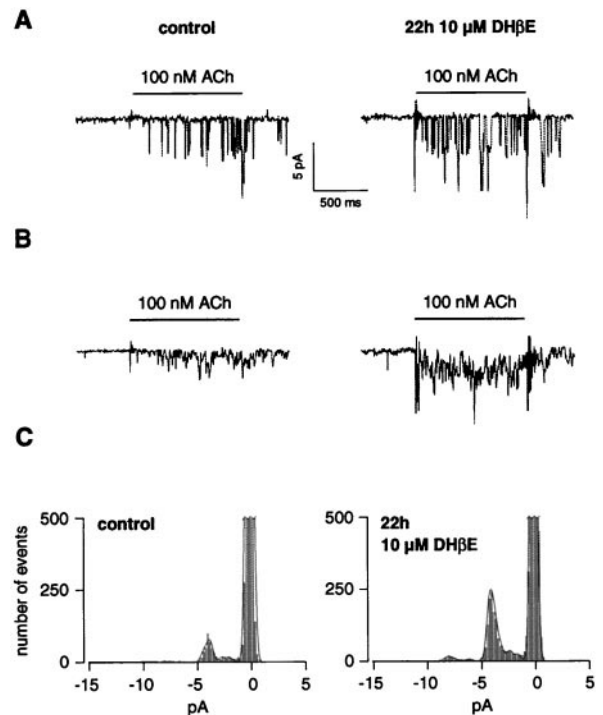 A
control
22h 10 µM DHβE
100 nM ACh
100 nM ACh
5 pA
500 ms
B
100 nM ACh
100 nM ACh
C
500
250
0
number of events
control
-15 -10 -5 0 5
pA
500
250
0
22h
10 µM DHβE
-15 -10 -5 0 5
pA